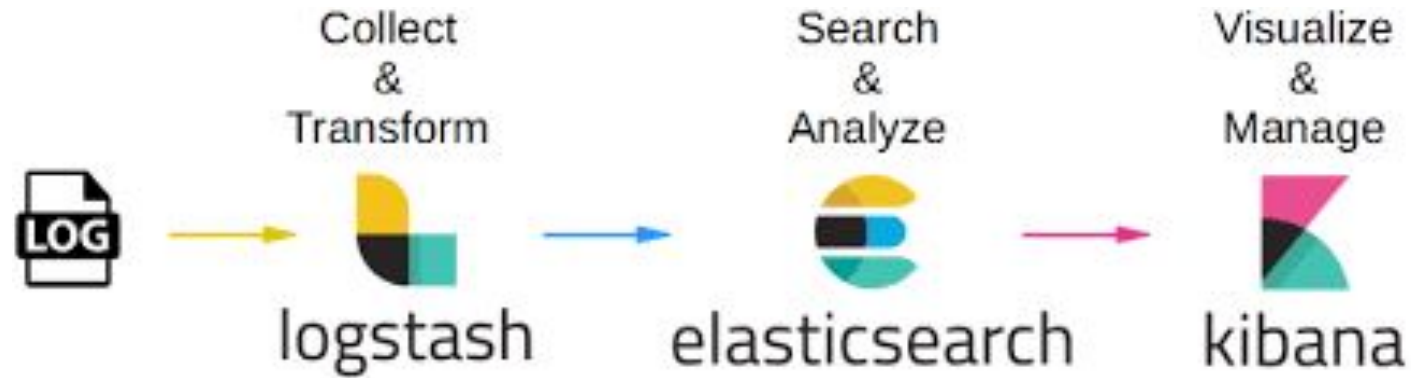 Collect
&
Transform
Search
&
Analyze
Visualize
&
Manage
LOG
logstash
elasticsearch
kibana